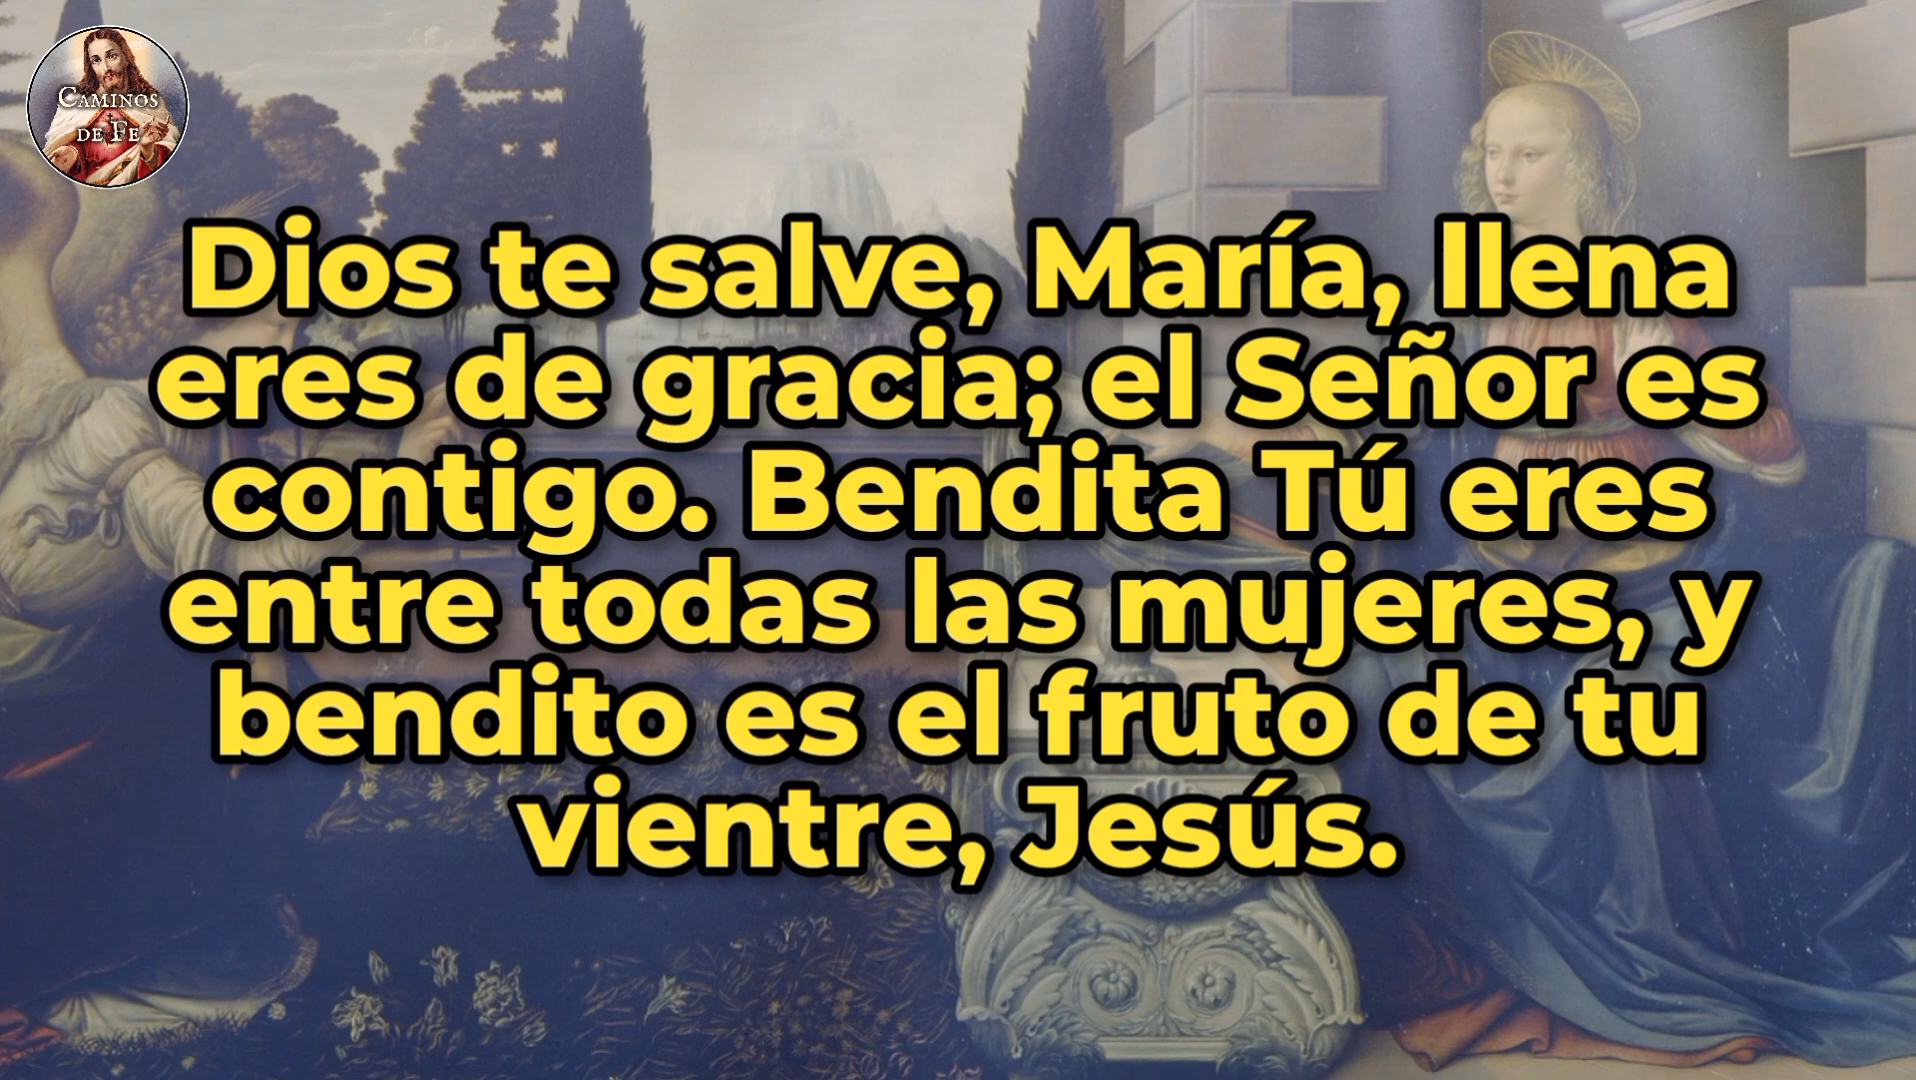 CAMINOS
DE FE
Dios te salve, María, llena
eres de gracia; el Señor es
contigo. Bendita Tú eres
entre todas las mujeres, y
bendito es el fruto de tu
vientre, Jesús.